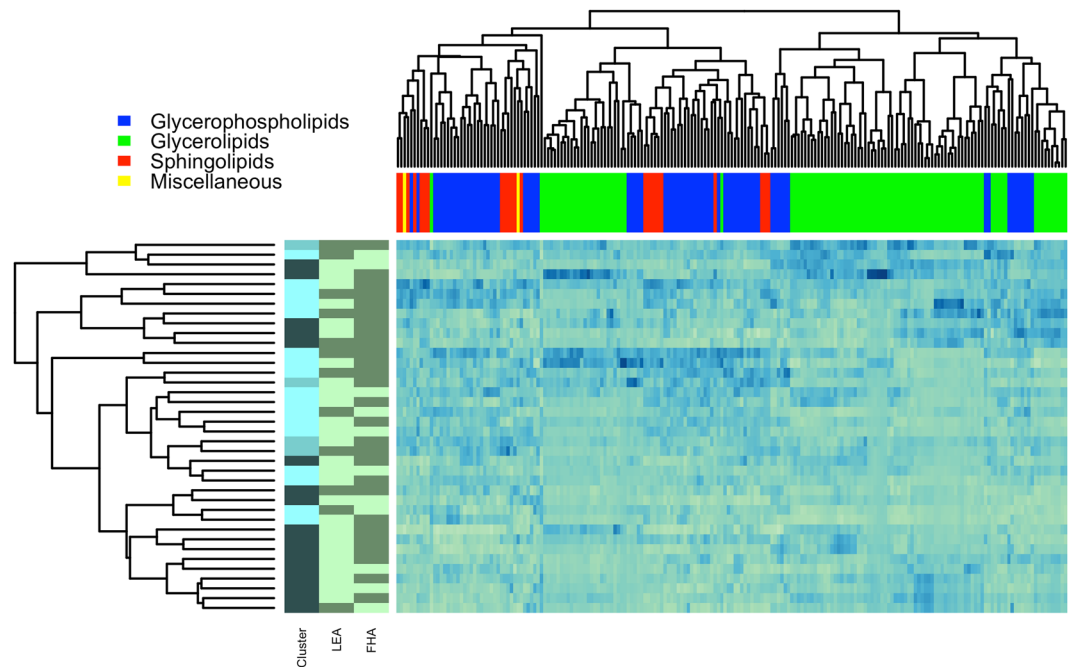 Glycerophospholipids
Glycerolipids
Sphingolipids
Miscellaneous
Cluster
LEA
FHA